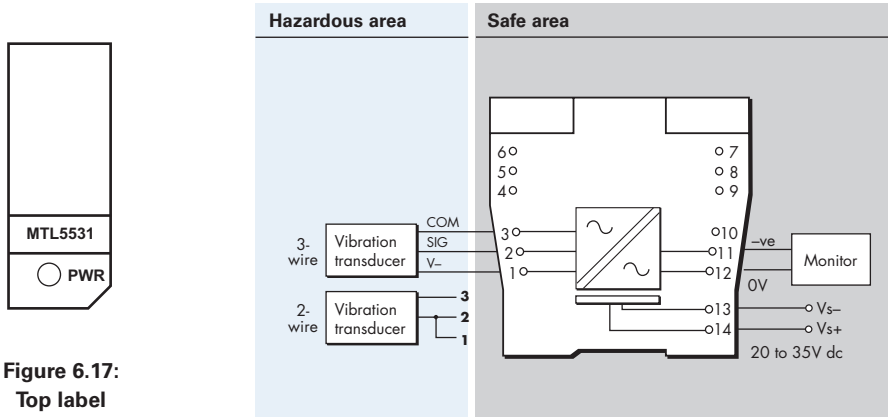 Hazardous area
Safe area
MTL5531
PWR
Figure 6.17:
Top label
3-
wire
Vibration
transducer
COM
SIG
V–
2-
wire
Vibration
transducer
3
2
1
6
5
4
3
2
1
7
8
9
10
11
12
13
14
–ve
0V
Monitor
Vs–
Vs+
20 to 35V dc